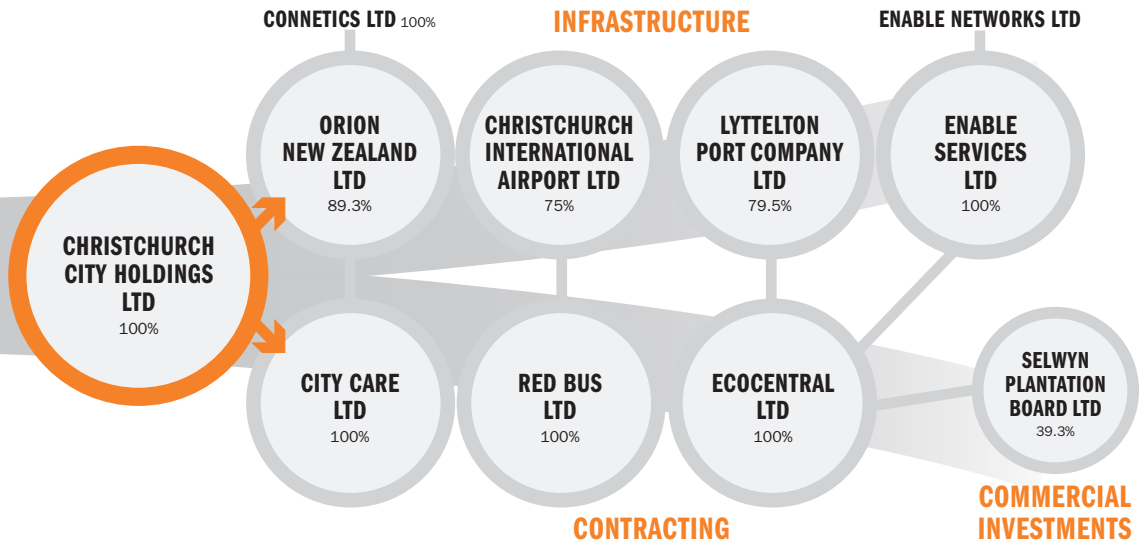 CONNETICS LTD 100%
INFRASTRUCTURE
ENABLE NETWORKS LTD
ORION
NEW ZEALAND
LTD
89.3%
CHRISTCHURCH
INTERNATIONAL
AIRPORT LTD
75%
LYTTELTON
PORT COMPANY
LTD
79.5%
ENABLE
SERVICES
LTD
100%
CHRISTCHURCH
CITY HOLDINGS
LTD
100%
CITY CARE
LTD
100%
RED BUS
LTD
100%
ECOCENTRAL
LTD
100%
SELWYN
PLANTATION
BOARD LTD
39.3%
CONTRACTING
COMMERCIAL
INVESTMENTS